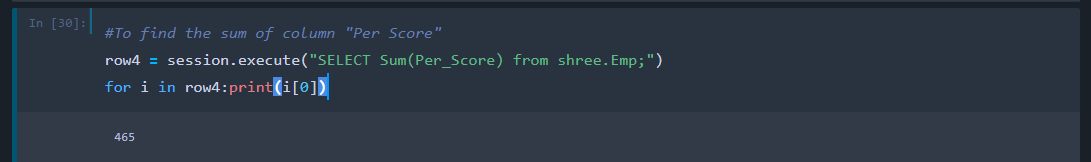 In [30]:
#To find the sum of column "Per Score"
row4 = session.execute("SELECT Sum(Per_Score) from shree.Emp;")
for i in row4:print(i[0])
465